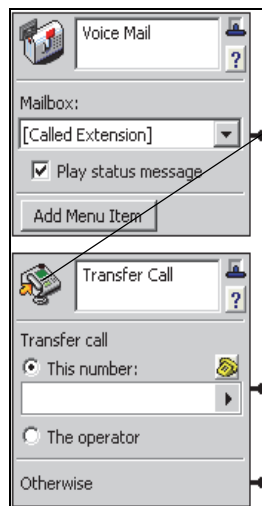 Voice Mail
?
Mailbox:
[Called Extension]
Play status message
Add Menu Item
Transfer Call
?
Transfer call
This number:
The operator
Otherwise